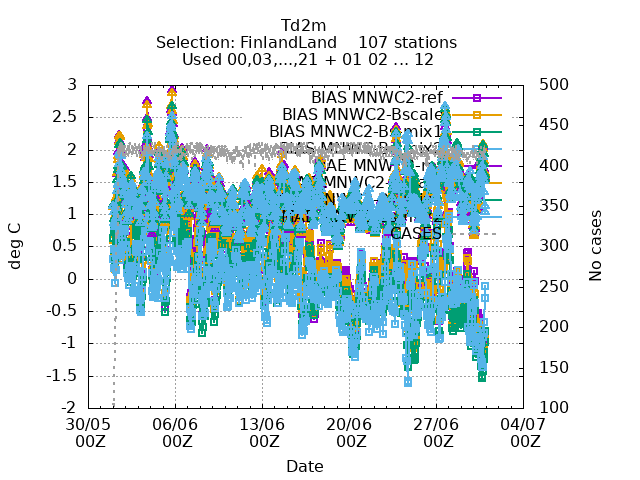 Td2m
Selection: FinlandLand 107 stations
Used 00,03,...,21 + 01 02 ... 12
3
2.5
2
1.5
1
0.5
0
-0.5
-1
-1.5
-2
deg C
500
450
400
350
300
250
200
150
100
No cases
BIAS MNWC2-ref
BIAS MNWC2-Bscale
BIAS MNWC2-Bsmix1
CASES
30/05 00Z
06/06 00Z
13/06 00Z
20/06 00Z
27/06 00Z
04/07 00Z
Date